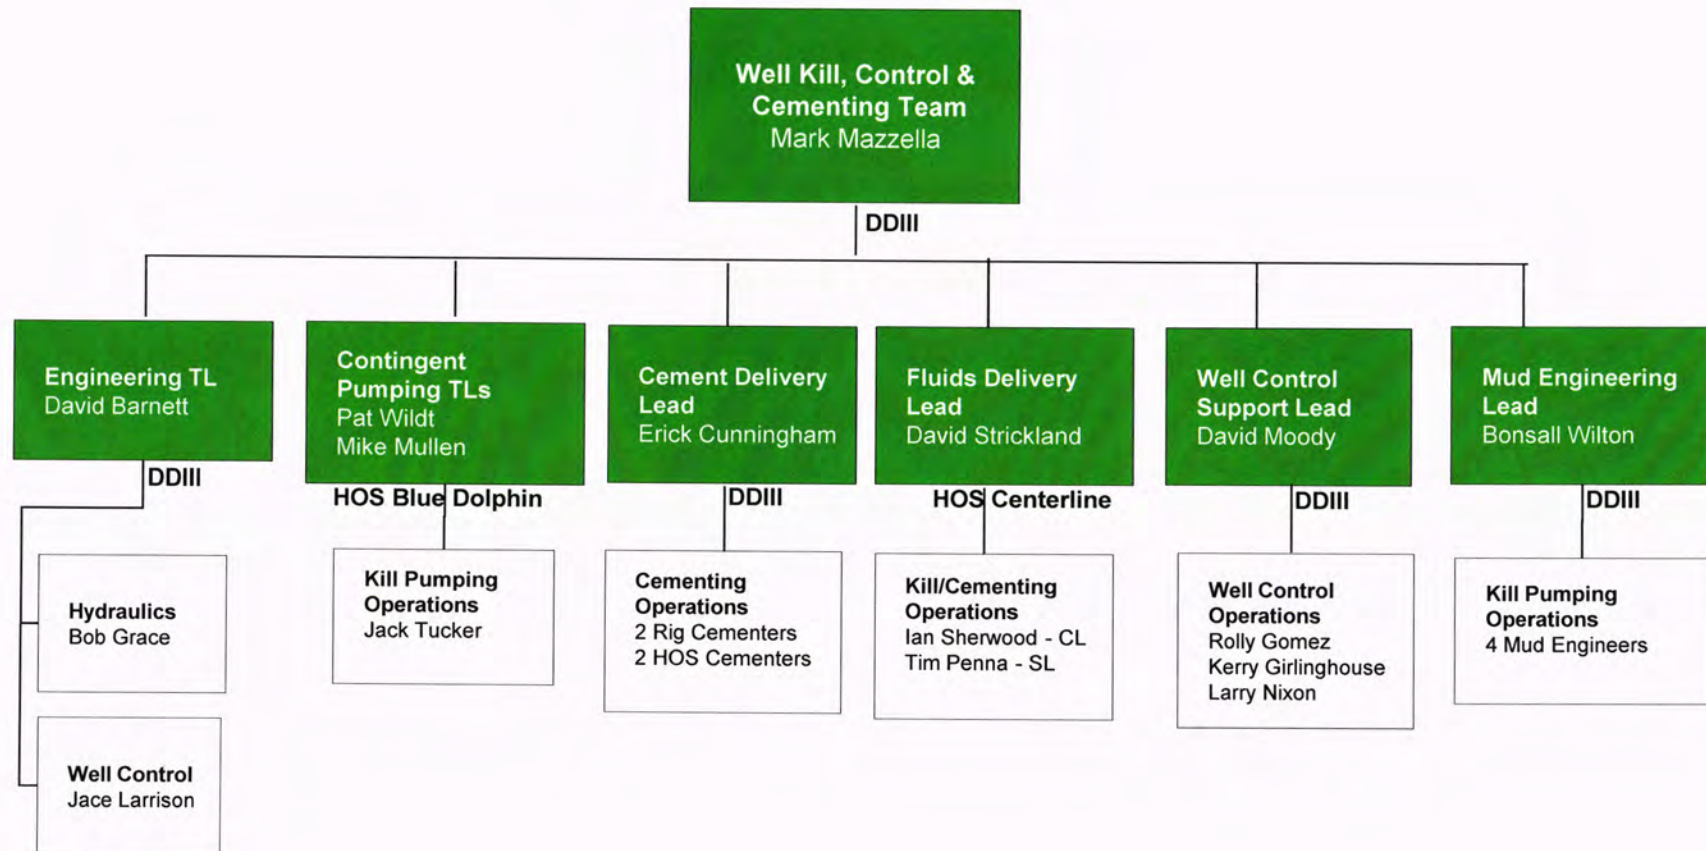 Well Kill, Control &
Cementing Team
Mark Mazzella
DDIII
Engineering TL
David Barnett
DDIII
Hydraulics
Bob Grace
Well Control
Jace Larrison
Contingent
Pumping TLs
Pat Wildt
Mike Mullen
HOS Blue Dolphin
Kill Pumping
Operations
Jack Tucker
Cement Delivery
Lead
Erick Cunningham
DDIII
Cementing
Operations
2 Rig Cementers
2 HOS Cementers
Fluids Delivery
Lead
David Strickland
HOS Centerline
Kill/Cementing
Operations
Ian Sherwood - CL
Tim Penna - SL
Well Control
Support Lead
David Moody
DDIII
Well Control
Operations
Rolly Gomez
Kerry Girlinghouse
Larry Nixon
Mud Engineering
Lead
Bonsall Wilton
DDIII
Kill Pumping
Operations
4 Mud Engineers